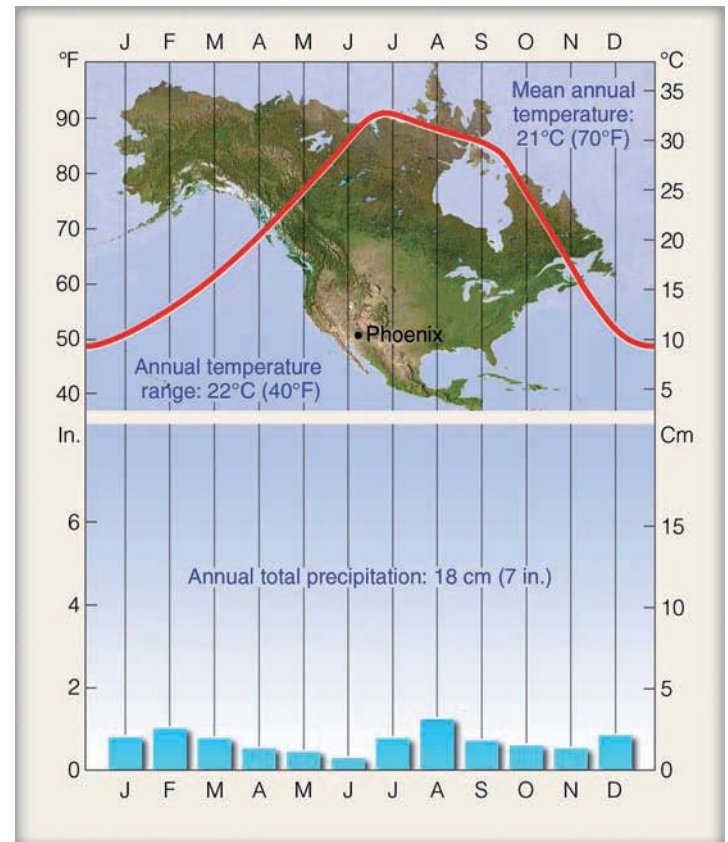 J F M A M J J A S O N D
°F
°C
90
80
70
60
50
40
35
30
25
20
15
10
5
Mean annual
temperature:
21°C (70°F)
Phoenix
Annual temperature
range: 22°C (40°F)
In.
Cm
6
4
2
0
15
10
5
0
Annual total precipitation: 18 cm (7 in.)
J F M A M J J A S O N D